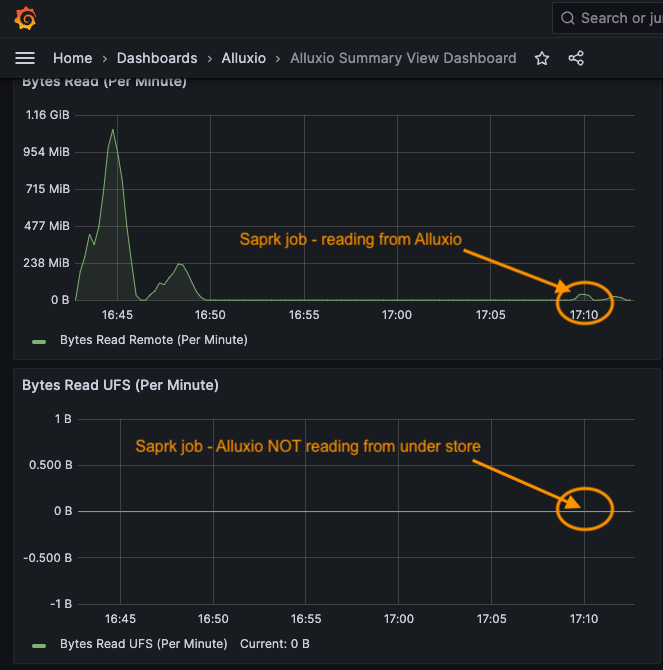 Search or ju
Home > Dashboards > Alluxio > Alluxio Summary View Dashboard
Bytes Read (Per Minute)
1.16 GiB
954 MiB
715 MiB
477 MiB
238 MiB
0 B
Saprk job - reading from Alluxio
16:45 16:50 16:55 17:00 17:05 17:10
Bytes Read Remote (Per Minute)
Bytes Read UFS (Per Minute)
1 B
0.500 B
0 B
-0.500 B
-1 B
Saprk job - Alluxio NOT reading from under store
16:45 16:50 16:55 17:00 17:05 17:10
Bytes Read UFS (Per Minute) Current: 0 B